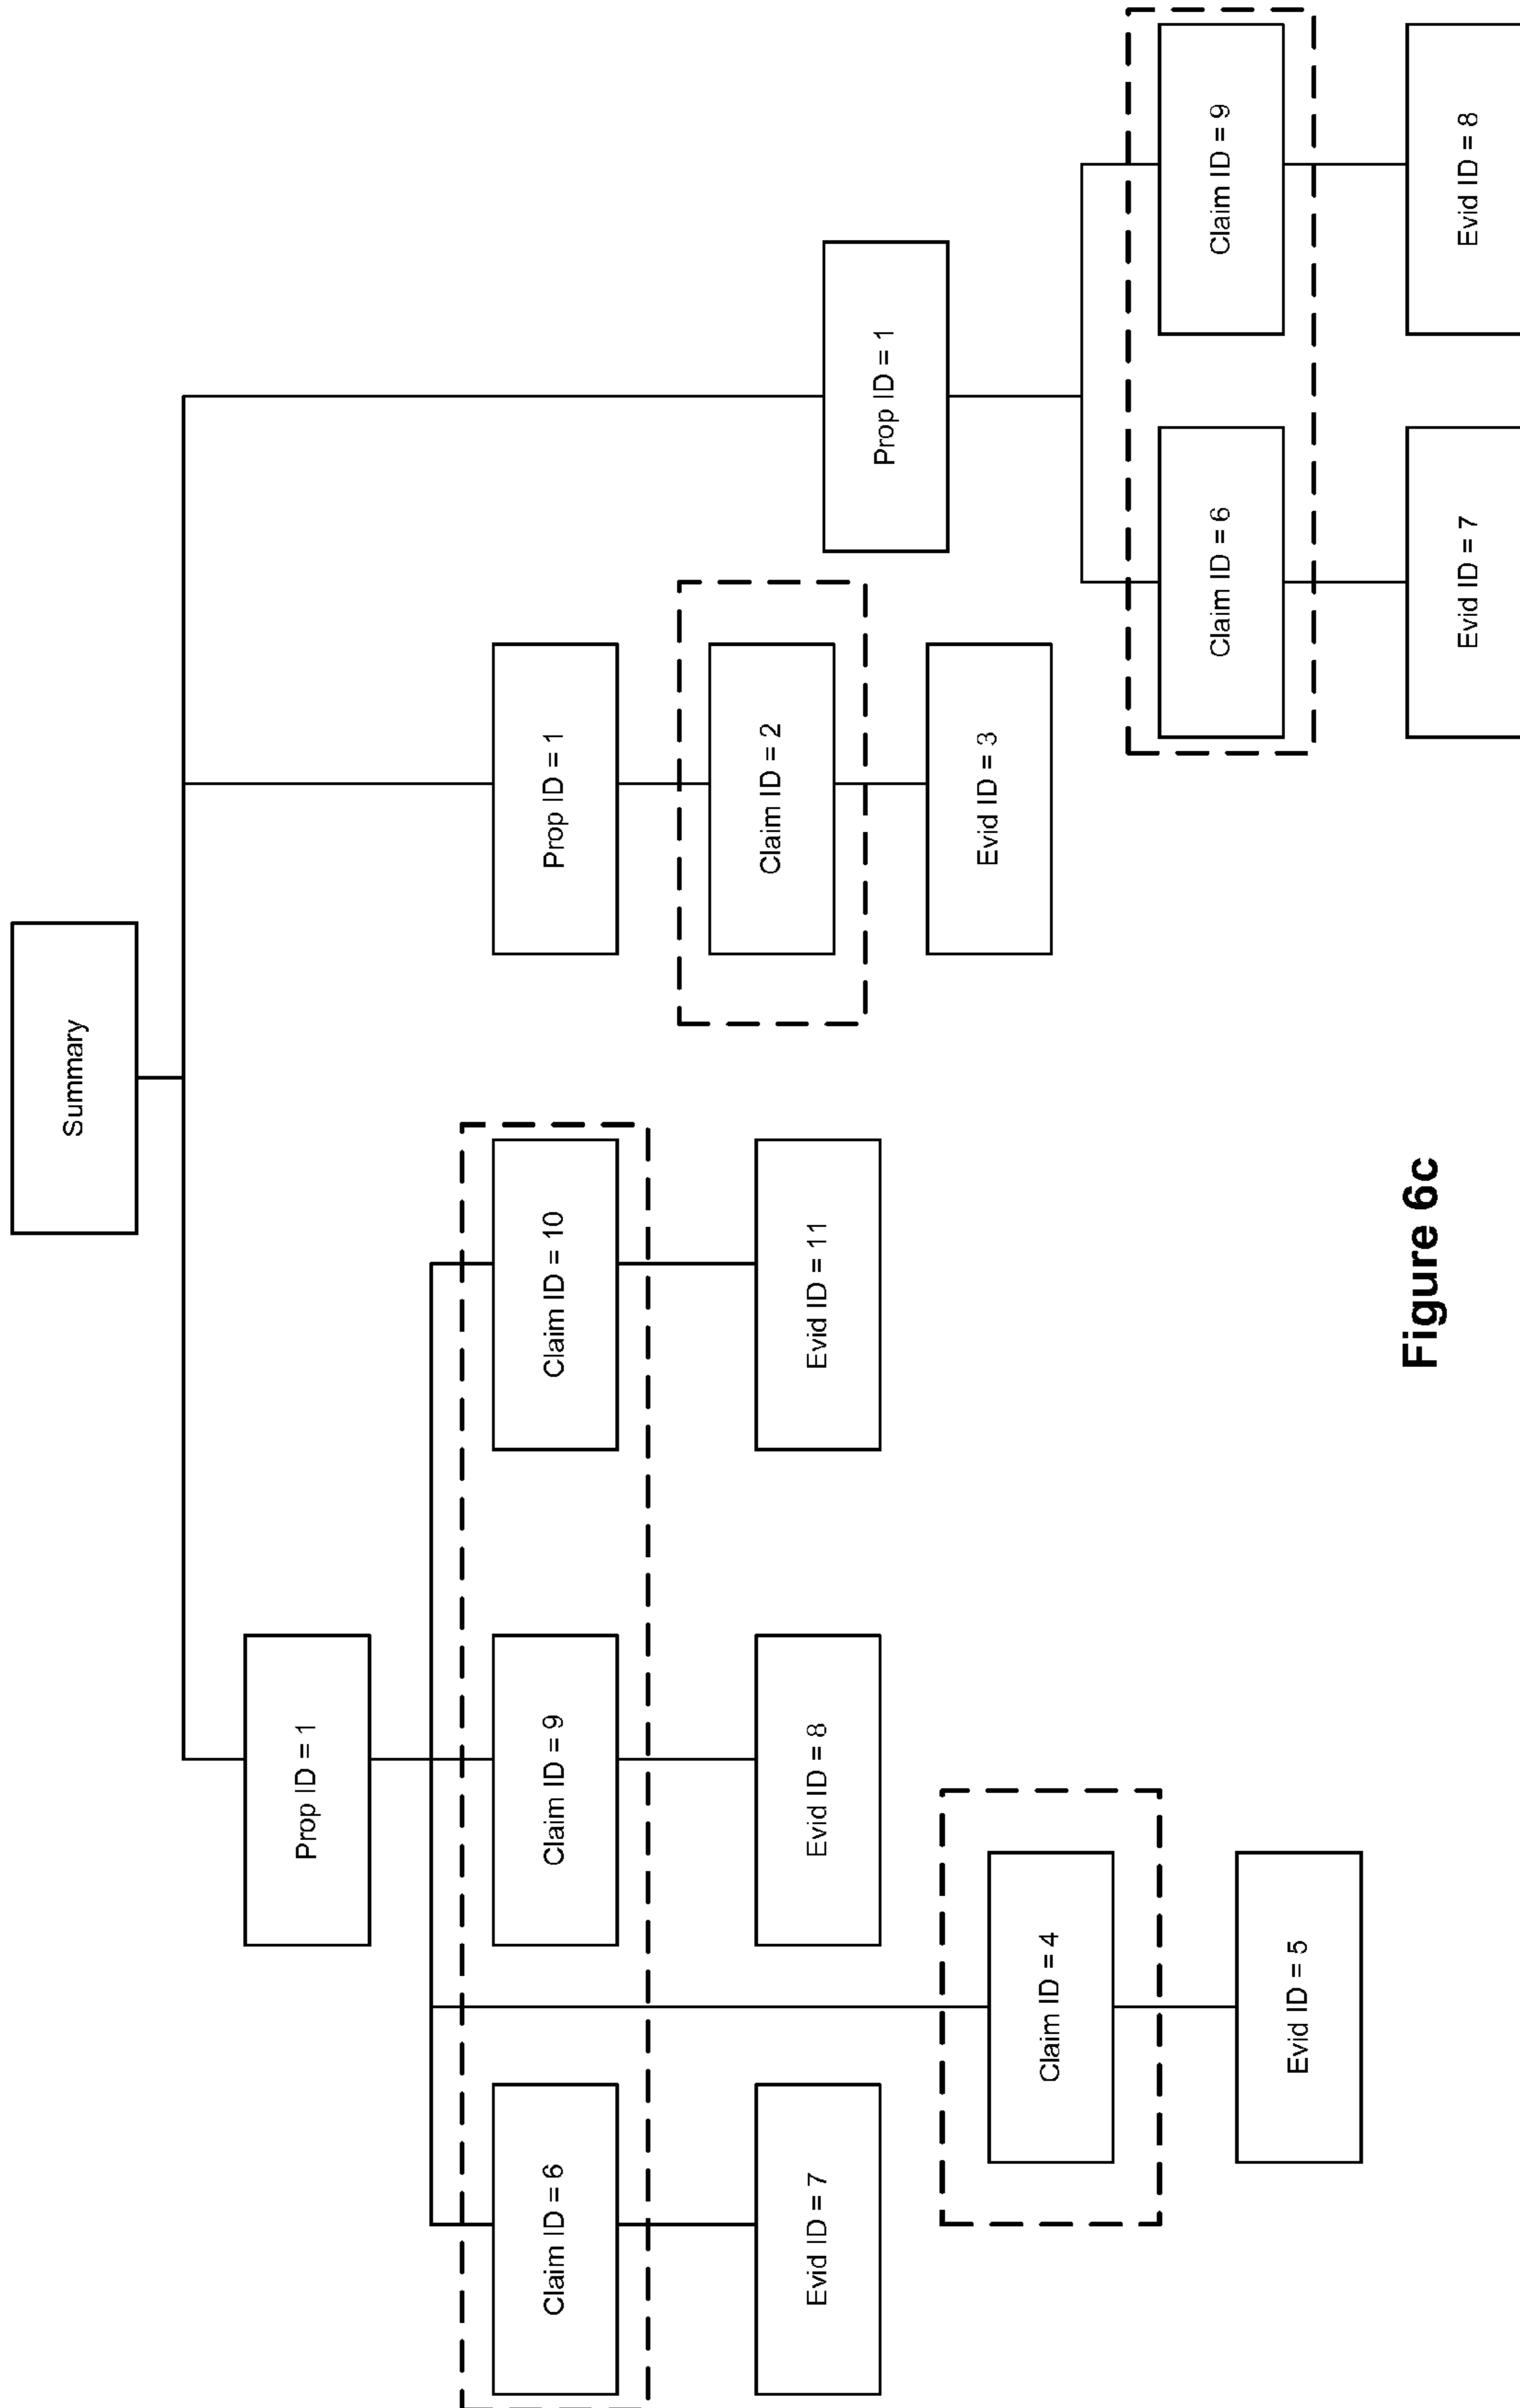 Summary
Prop ID = 1
Claim ID = 6
Claim ID = 9
Claim ID = 10
Evid ID = 7
Evid ID = 8
Evid ID = 11
Claim ID = 4
Evid ID = 5
Prop ID = 1
Claim ID = 2
Evid ID = 3
Prop ID = 1
Claim ID = 6
Claim ID = 9
Evid ID = 7
Evid ID = 8
Figure 6c